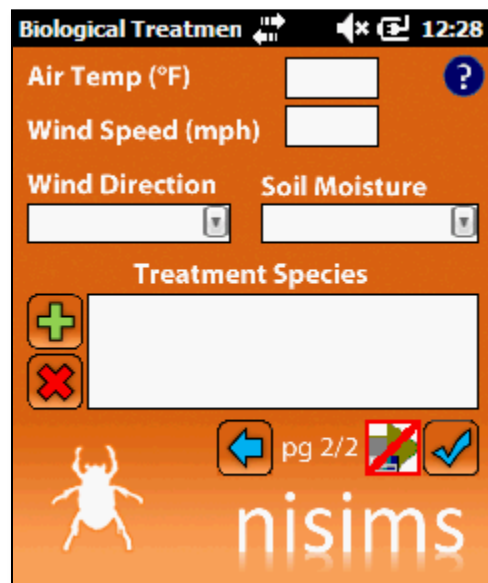 Biological Treatmen 12:28
Air Temp (°F)
?
Wind Speed (mph)
Wind Direction Soil Moisture
Treatment Species
pg 2/2
nisims